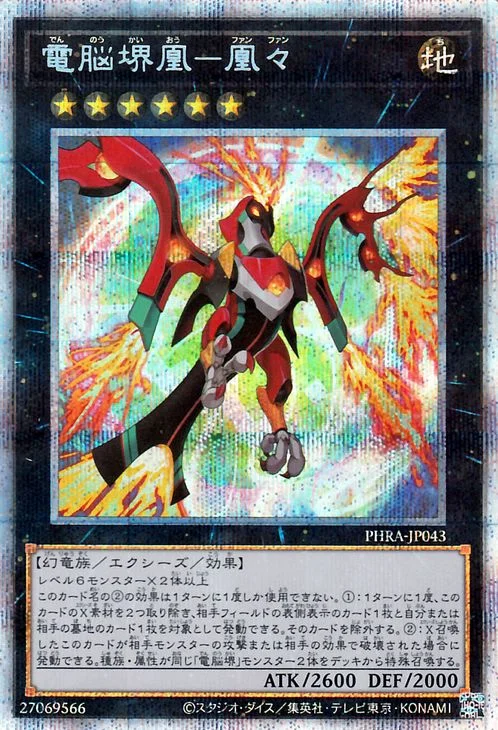 電脳堺凰－凰々
でん のう かい おう ファン ファン
地
ち
PHRA-JP043
【幻竜族／エクシーズ／効果】
レベル６モンスター×２体以上
このカード名の②の効果は１ターンに１度しか使用できない。①：１ターンに１度、この
カードのX素材を２つ取り除き、相手フィールドの表側表示のカード１枚と自分または
相手の墓地のカード１枚を対象として発動できる。そのカードを除外する。②：X召喚
したこのカードが相手モンスターの攻撃または相手の効果で破壊された場合に
発動できる。種族・属性が同じ「電脳堺」モンスター２体をデッキから特殊召喚する。
ATK/2600 DEF/2000
27069566
©スタジオ・ダイス／集英社・テレビ東京・KONAMI